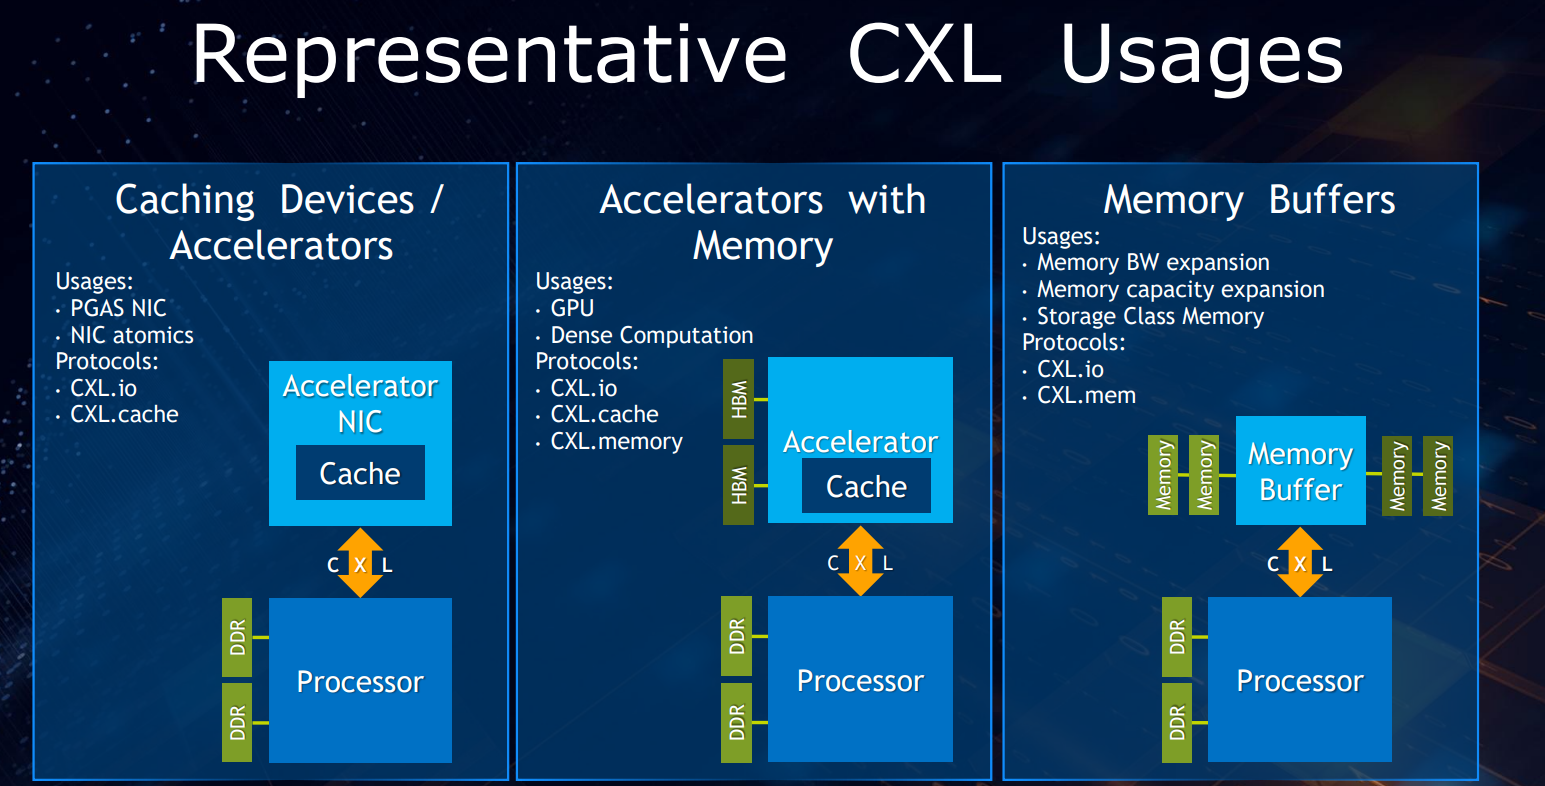 Representative CXL Usages
Caching Devices /
Accelerators
Usages:
· PGAS NIC
· NIC atomics
Protocols:
· CXL.io
· CXL.cache
Accelerator
NIC
Cache
C X L
DDR
DDR
Processor
Accelerators with
Memory
Usages:
· GPU
· Dense Computation
Protocols:
· CXL.io
· CXL.cache
· CXL.memory
HBM
HBM
Accelerator
Cache
C X L
DDR
DDR
Processor
Memory Buffers
Usages:
· Memory BW expansion
· Memory capacity expansion
· Storage Class Memory
Protocols:
· CXL.io
· CXL.mem
Memory
Memory
Memory
Buffer
Memory
Memory
C X L
DDR
DDR
Processor